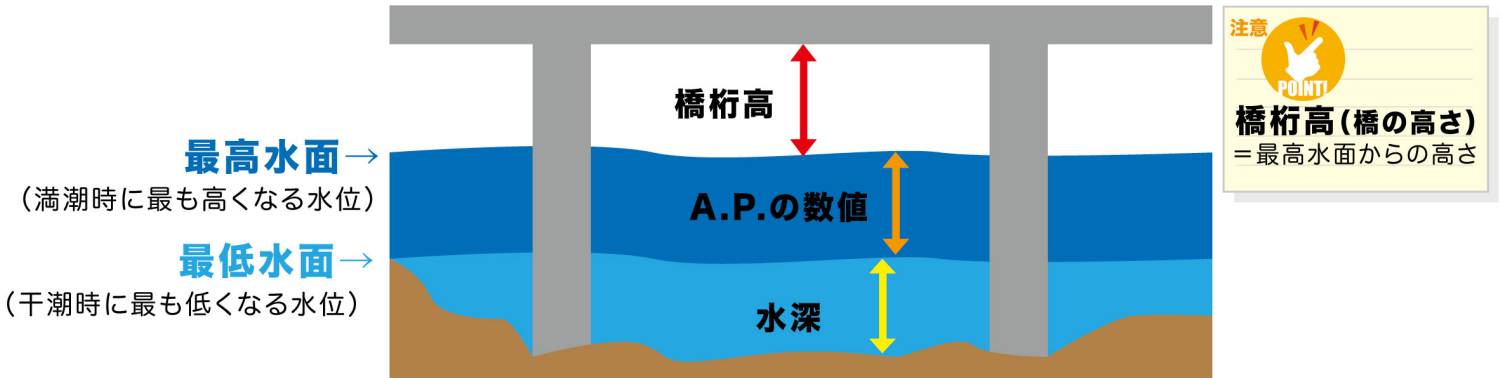 橋桁高
最高水面→
（満潮時に最も高くなる水位）
A.P.の数値
最低水面→
（干潮時に最も低くなる水位）
水深
注意
POINT!
橋桁高（橋の高さ）
＝最高水面からの高さ